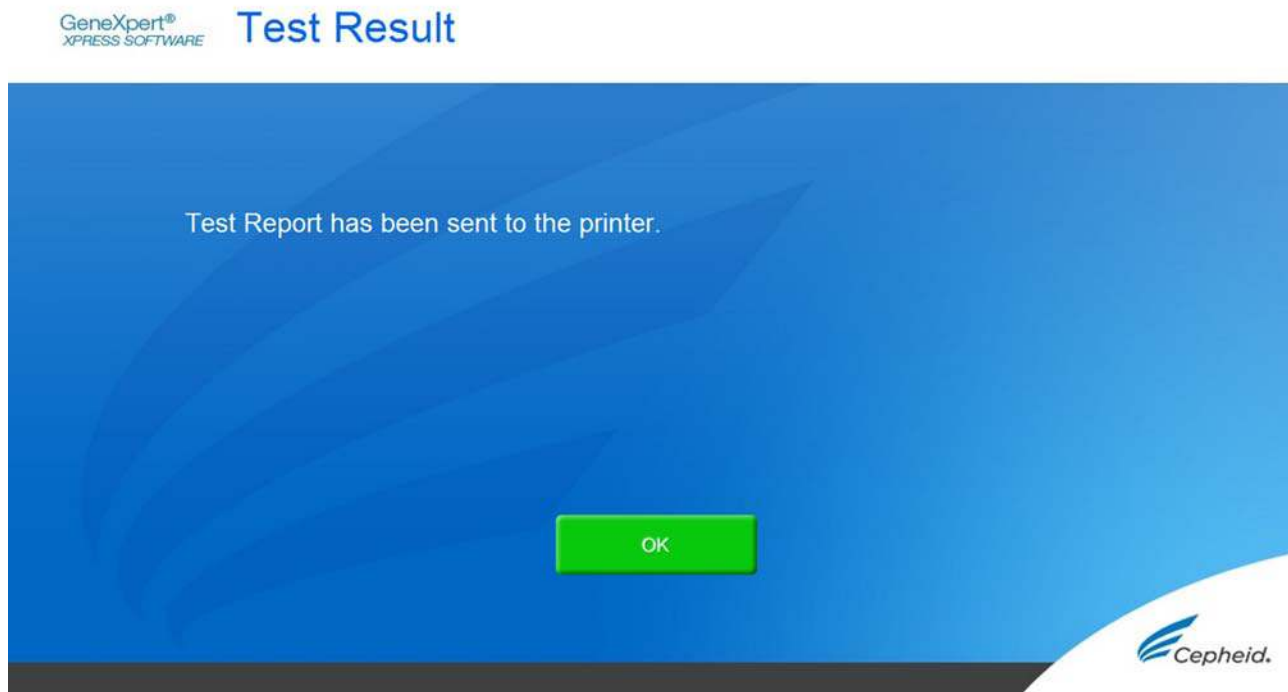 GeneXpert®
XPRESS SOFTWARE
Test Result
Test Report has been sent to the printer.
OK
Cepheid.